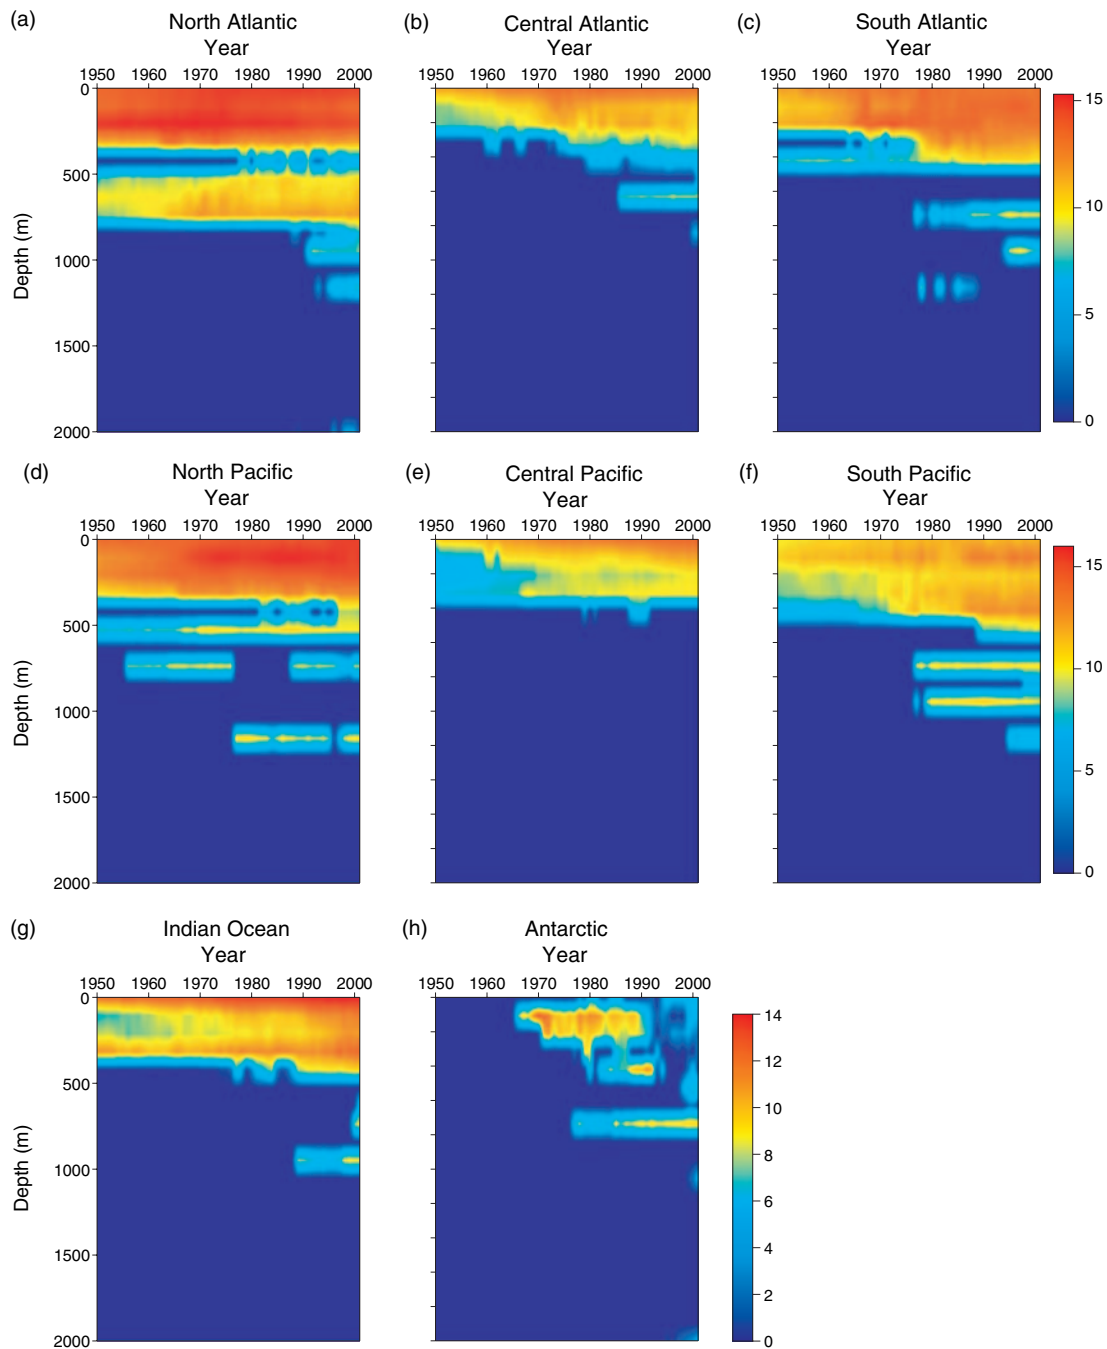 (a) North Atlantic
Year
1950 1960 1970 1980 1990 2000
(b) Central Atlantic
Year
1950 1960 1970 1980 1990 2000
(c) South Atlantic
Year
1950 1960 1970 1980 1990 2000
Depth (m)
0
500
1000
1500
2000
15
10
5
0
(d) North Pacific
Year
1950 1960 1970 1980 1990 2000
(e) Central Pacific
Year
1950 1960 1970 1980 1990 2000
(f) South Pacific
Year
1950 1960 1970 1980 1990 2000
Depth (m)
0
500
1000
1500
2000
15
10
5
0
(g) Indian Ocean
Year
1950 1960 1970 1980 1990 2000
(h) Antarctic
Year
1950 1960 1970 1980 1990 2000
Depth (m)
0
500
1000
1500
2000
14
12
10
8
6
4
2
0